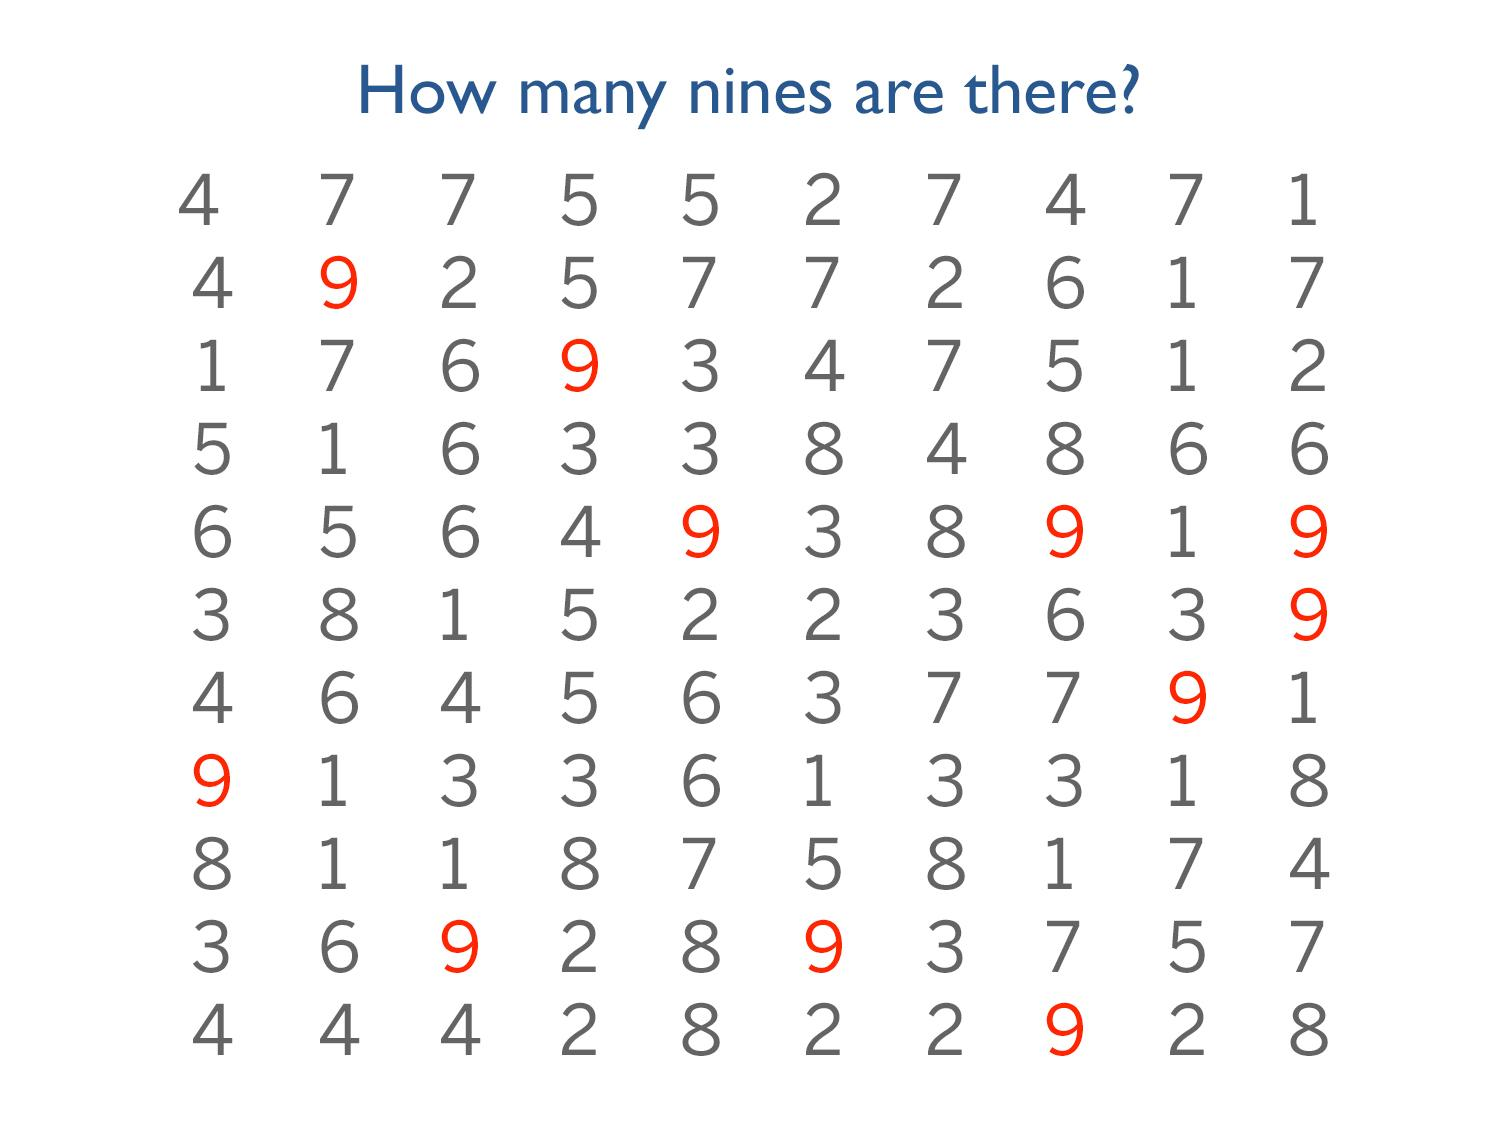 How many nines are there?
4 7 7 5 5 2 7 4 7 1
4 9 2 5 7 7 2 6 1 7
1 7 6 9 3 4 7 5 1 2
5 1 6 3 3 8 4 8 6 6
6 5 6 4 9 3 8 9 1 9
3 8 1 5 2 2 3 6 3 9
4 6 4 5 6 3 7 7 9 1
9 1 3 3 6 1 3 3 1 8
8 1 1 8 7 5 8 1 7 4
3 6 9 2 8 9 3 7 5 7
4 4 4 2 8 2 2 9 2 8